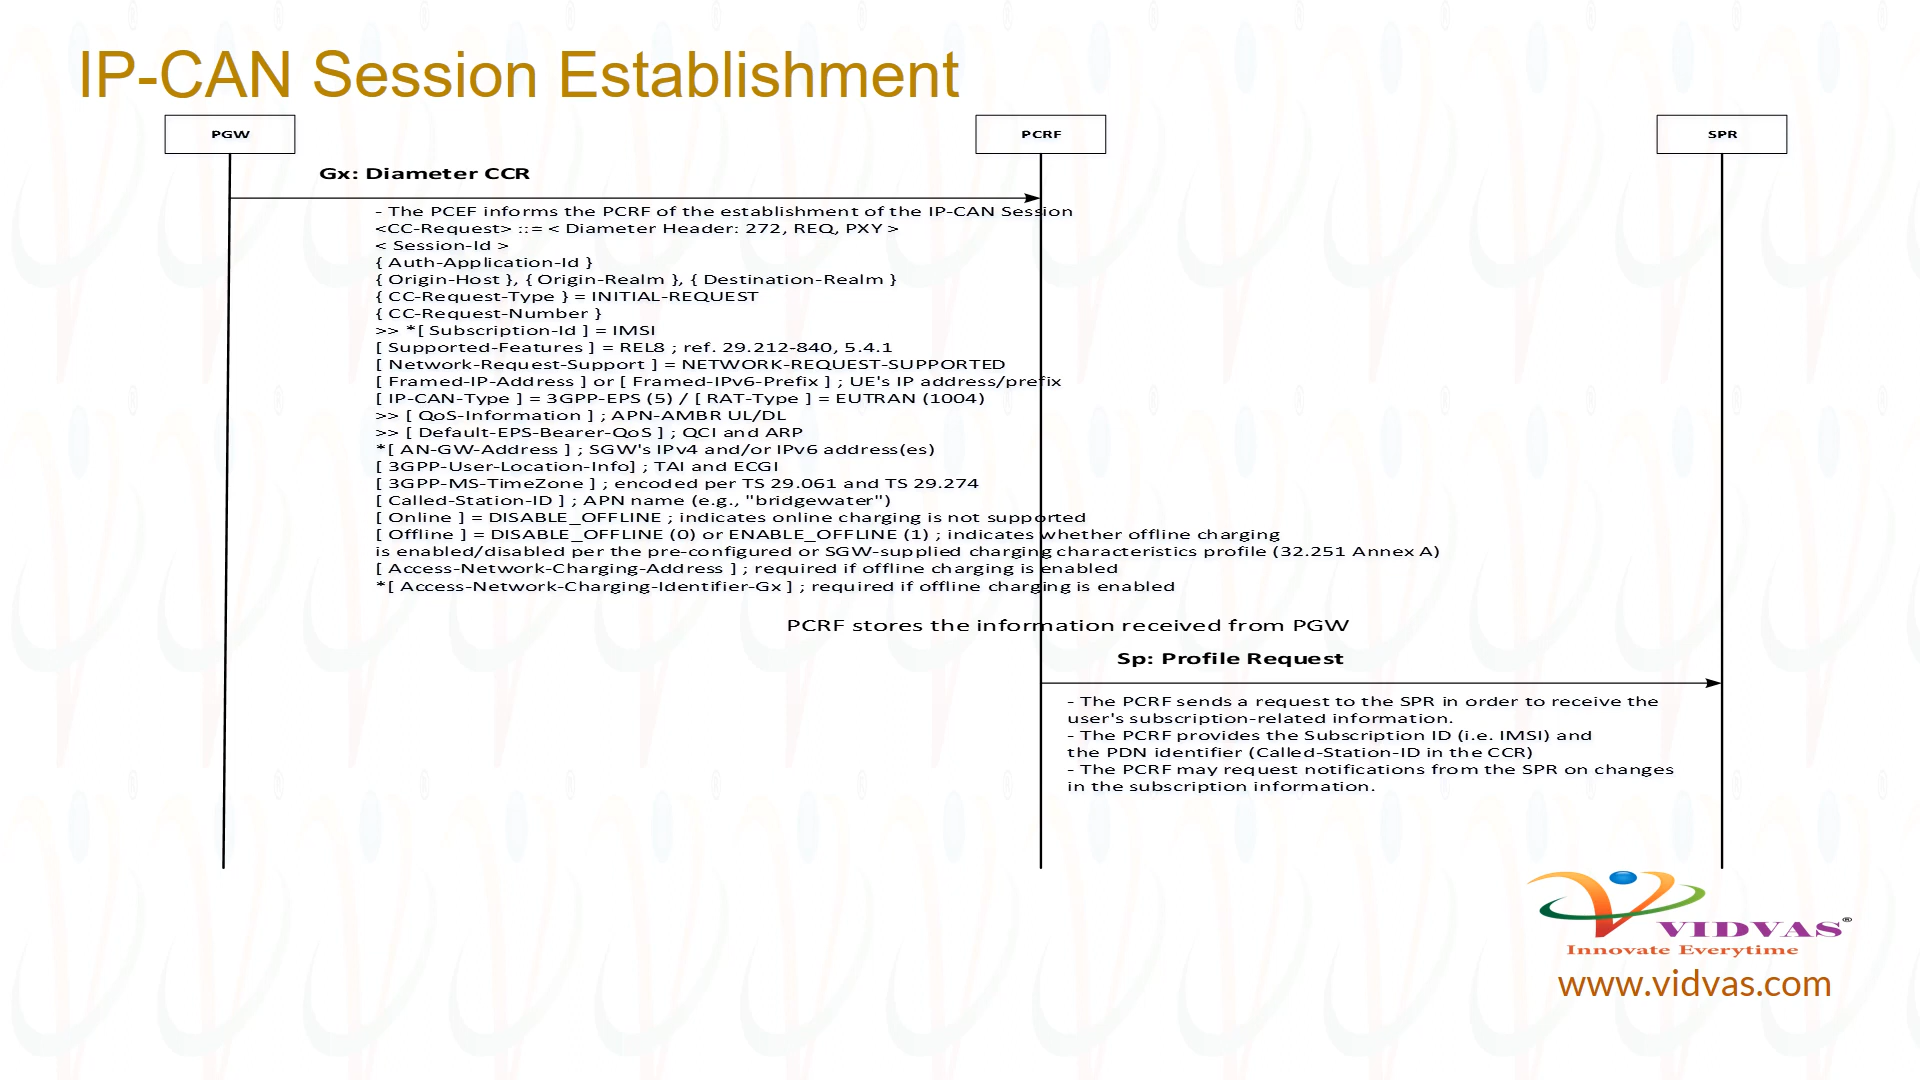 IP-CAN Session Establishment
PGW
PCRF
SPR
Gx: Diameter CCR
- The PCEF informs the PCRF of the establishment of the IP-CAN Session
<CC-Request> ::= < Diameter Header: 272, REQ, PXY >
< Session-Id >
{ Auth-Application-Id }
{ Origin-Host }, { Origin-Realm }, { Destination-Realm }
{ CC-Request-Type } = INITIAL-REQUEST
{ CC-Request-Number }
>> *[ Subscription-Id ] = IMSI
[ Supported-Features ] = REL8 ; ref. 29.212-840, 5.4.1
[ Network-Request-Support ] = NETWORK-REQUEST-SUPPORTED
[ Framed-IP-Address ] or [ Framed-IPv6-Prefix ] ; UE's IP address/prefix
[ IP-CAN-Type ] = 3GPP-EPS (5) / [ RAT-Type ] = EUTRAN (1004)
>> [ QoS-Information ] ; APN-AMBR UL/DL
>> [ Default-EPS-Bearer-QoS ] ; QCI and ARP
*[ AN-GW-Address ] ; SGW's IPv4 and/or IPv6 address(es)
[ 3GPP-User-Location-Info] ; TAI and ECGI
[ 3GPP-MS-TimeZone ] ; encoded per TS 29.061 and TS 29.274
[ Called-Station-ID ] ; APN name (e.g., "bridgewater")
[ Online ] = DISABLE_OFFLINE ; indicates online charging is not supported
[ Offline ] = DISABLE_OFFLINE (0) or ENABLE_OFFLINE (1) ; indicates whether offline charging
is enabled/disabled per the pre-configured or SGW-supplied charging characteristics profile (32.251 Annex A)
[ Access-Network-Charging-Address ] ; required if offline charging is enabled
*[ Access-Network-Charging-Identifier-Gx ] ; required if offline charging is enabled
PCRF stores the information received from PGW
Sp: Profile Request
- The PCRF sends a request to the SPR in order to receive the
user's subscription-related information.
- The PCRF provides the Subscription ID (i.e. IMSI) and
the PDN identifier (Called-Station-ID in the CCR)
- The PCRF may request notifications from the SPR on changes
in the subscription information.
VIDVAS®
Innovate Everytime
www.vidvas.com